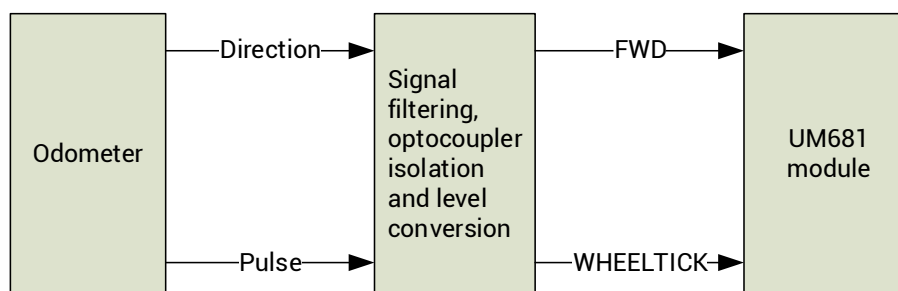 Direction
FWD
Signal
filtering,
optocoupler
isolation
and level
conversion
Odometer
UM681
module
Pulse
WHEELTICK